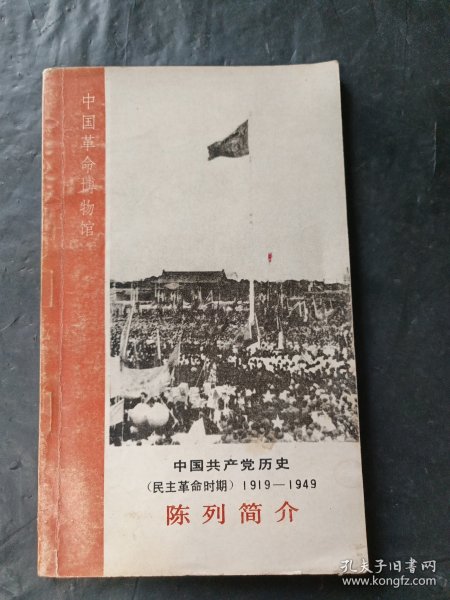 中国革命博物馆
中国共产党历史
（民主革命时期）1919—1949
陈列简介
孔夫子旧书网
www.kongfz.com